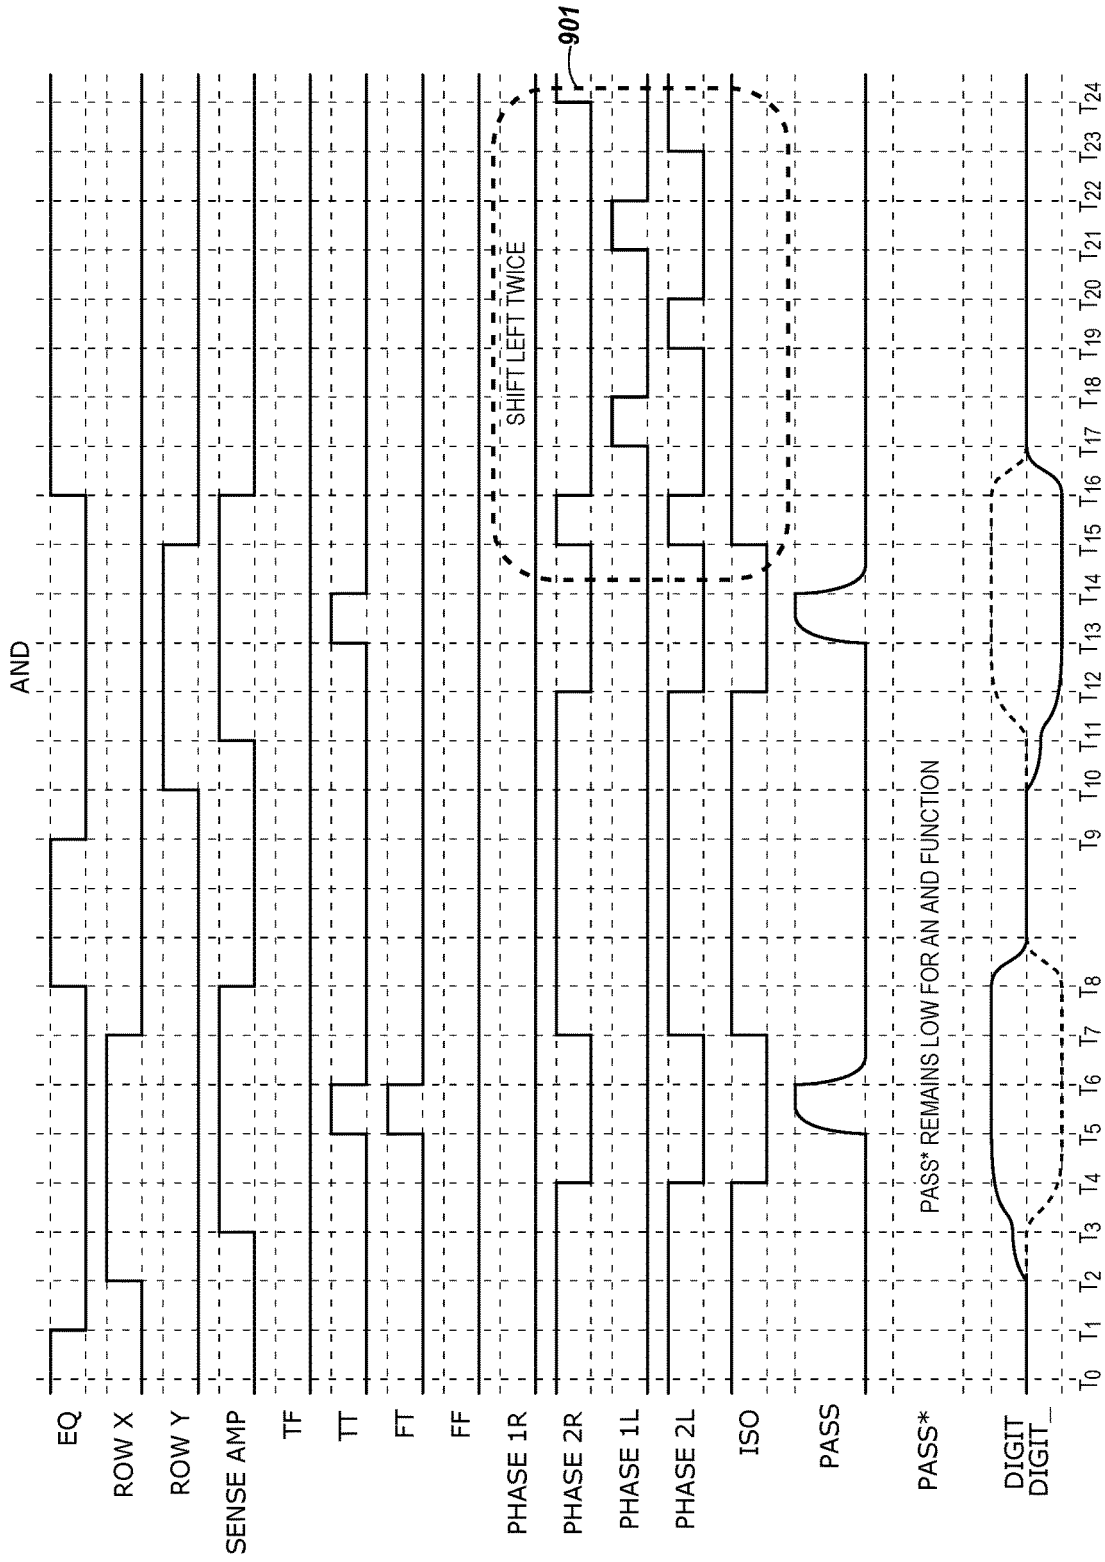 AND
EQ
ROW X
ROW Y
SENSE AMP
TF
TT
FT
FF
PHASE 1R
PHASE 2R
PHASE 1L
PHASE 2L
ISO
PASS
PASS*
DIGIT
DIGIT_
SHIFT LEFT TWICE
901
PASS* REMAINS LOW FOR AN AND FUNCTION
T0 T1 T2 T3 T4 T5 T6 T7 T8 T9 T10 T11 T12 T13 T14 T15 T16 T17 T18 T19 T20 T21 T22 T23 T24